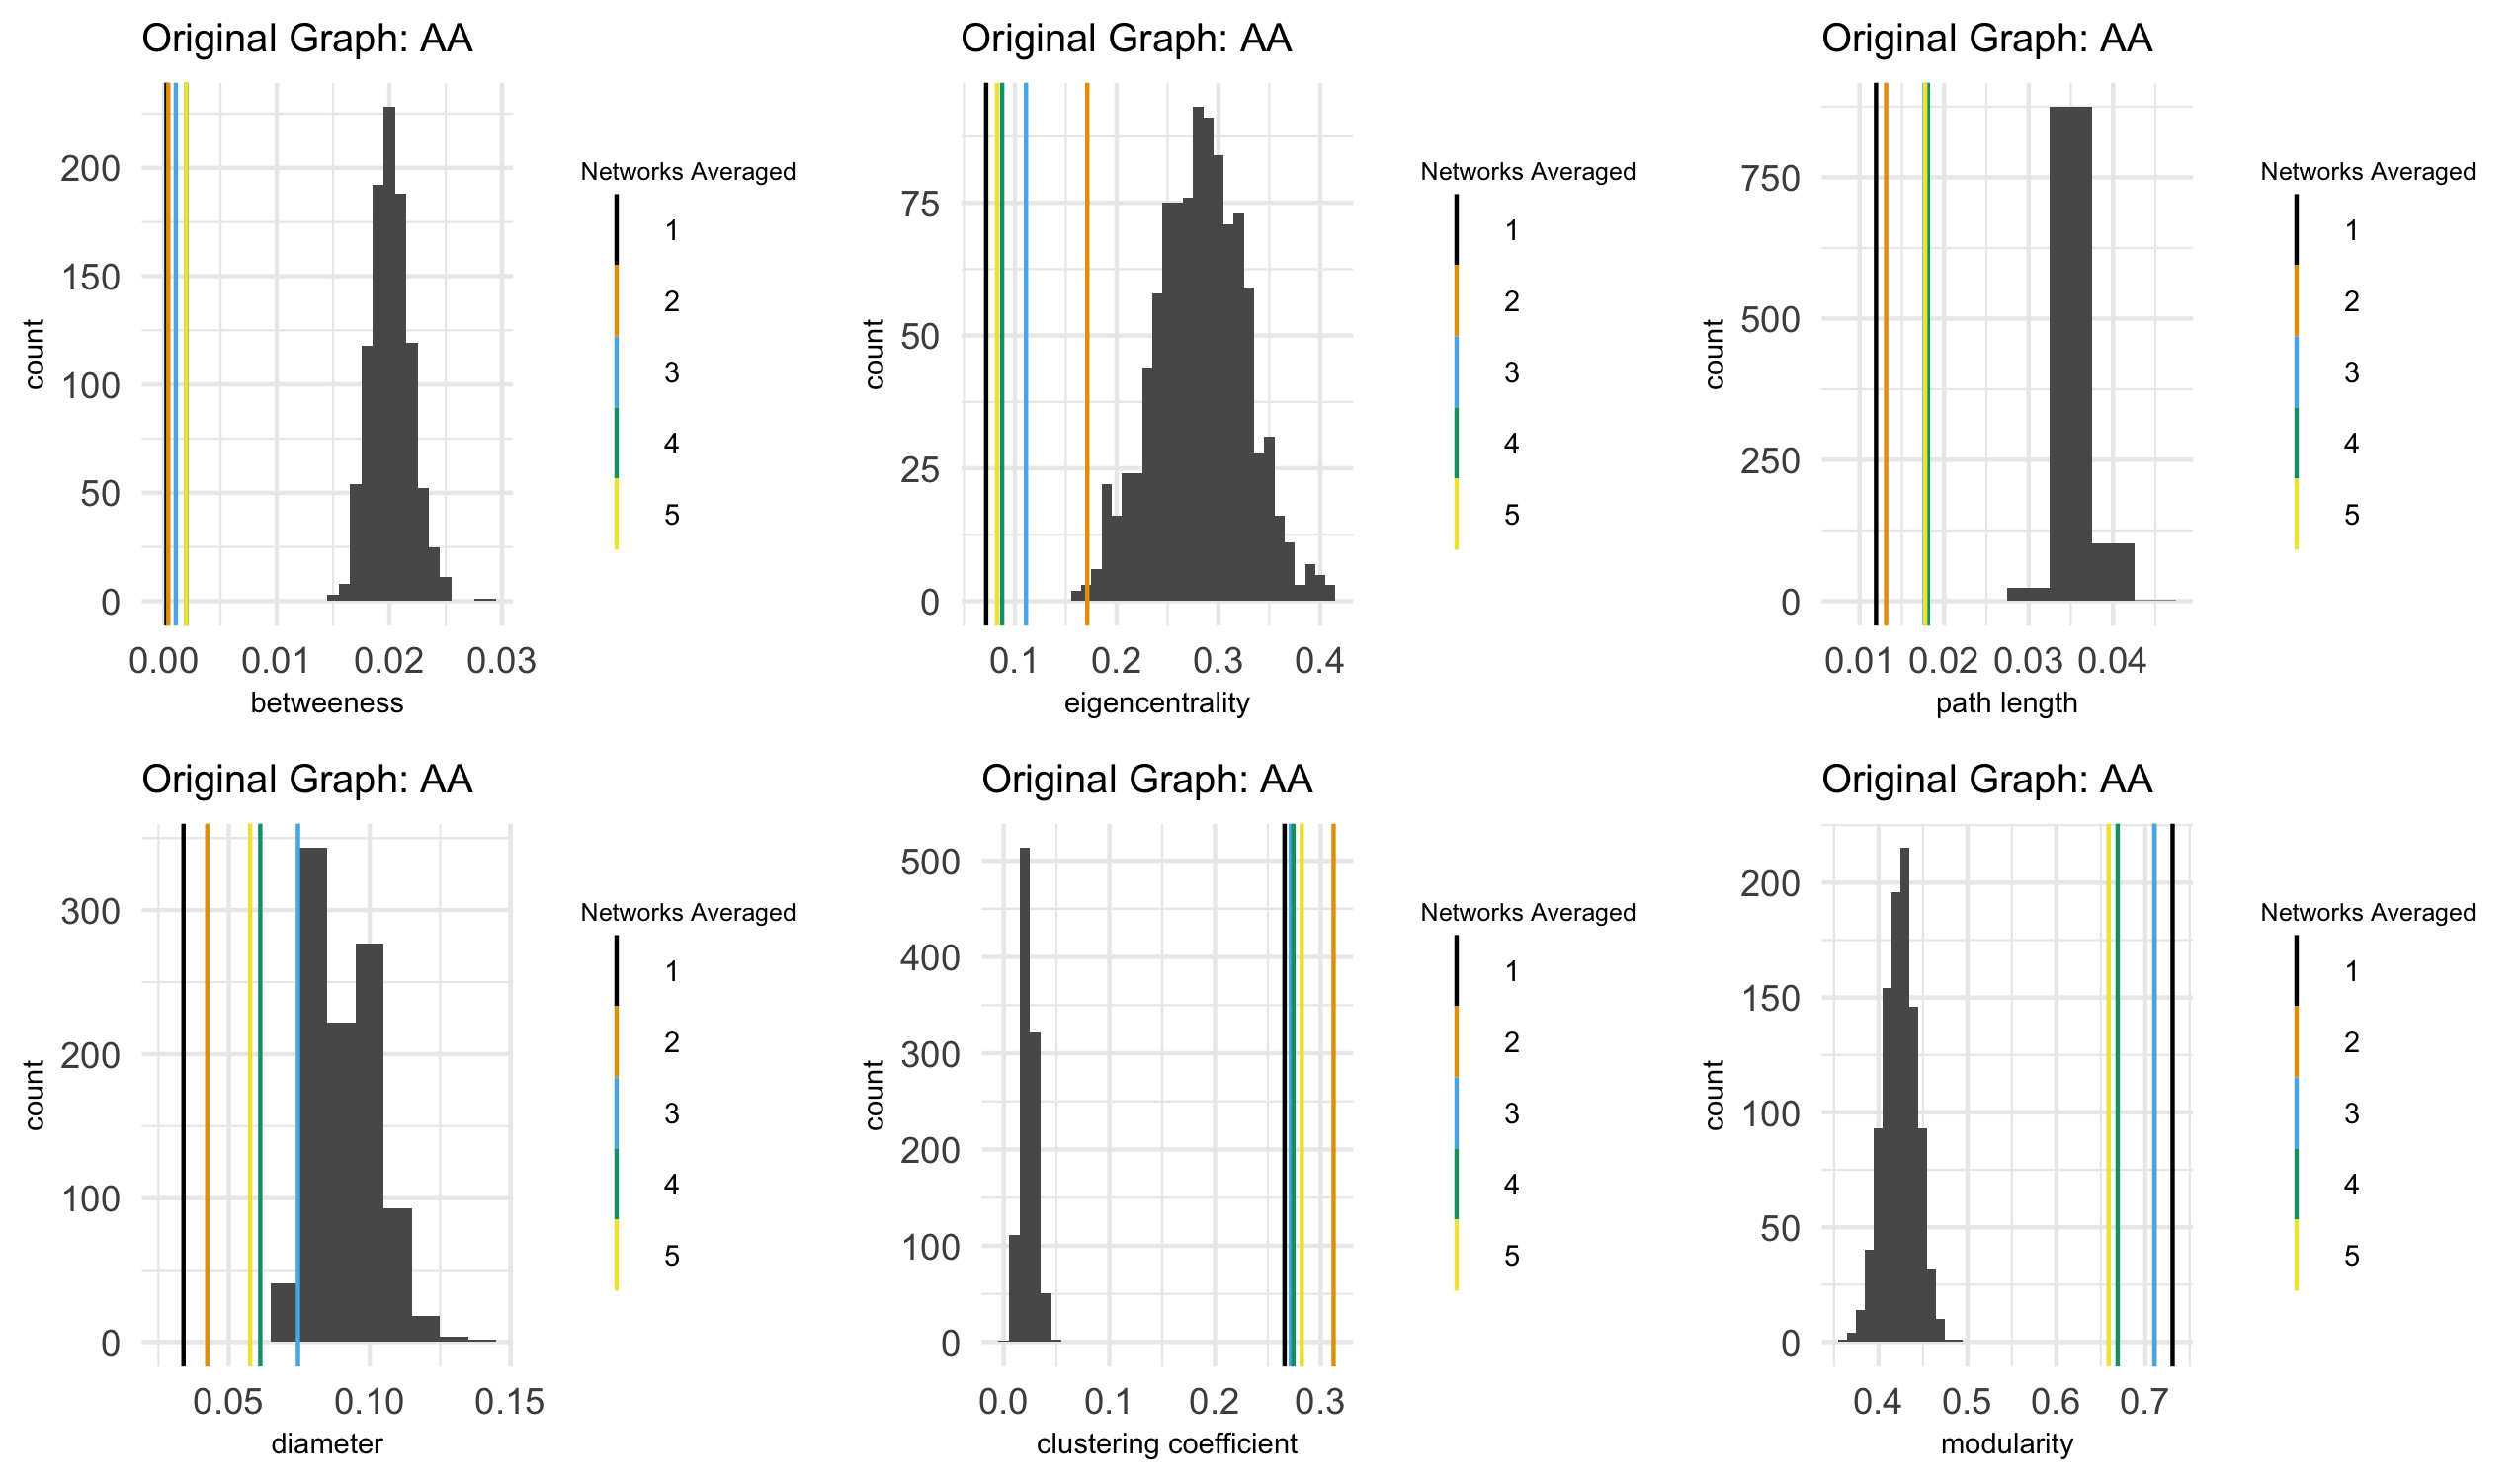 Original Graph: AA
count
200
150
100
50
0
0.00 0.01 0.02 0.03
betweeness
Networks Averaged
1
2
3
4
5
Original Graph: AA
count
75
50
25
0
0.1 0.2 0.3 0.4
eigencentrality
Networks Averaged
1
2
3
4
5
Original Graph: AA
count
750
500
250
0
0.01 0.02 0.03 0.04
path length
Networks Averaged
1
2
3
4
5
Original Graph: AA
count
300
200
100
0
0.05 0.10 0.15
diameter
Networks Averaged
1
2
3
4
5
Original Graph: AA
count
500
400
300
200
100
0
0.0 0.1 0.2 0.3
clustering coefficient
Networks Averaged
1
2
3
4
5
Original Graph: AA
count
200
150
100
50
0
0.4 0.5 0.6 0.7
modularity
Networks Averaged
1
2
3
4
5